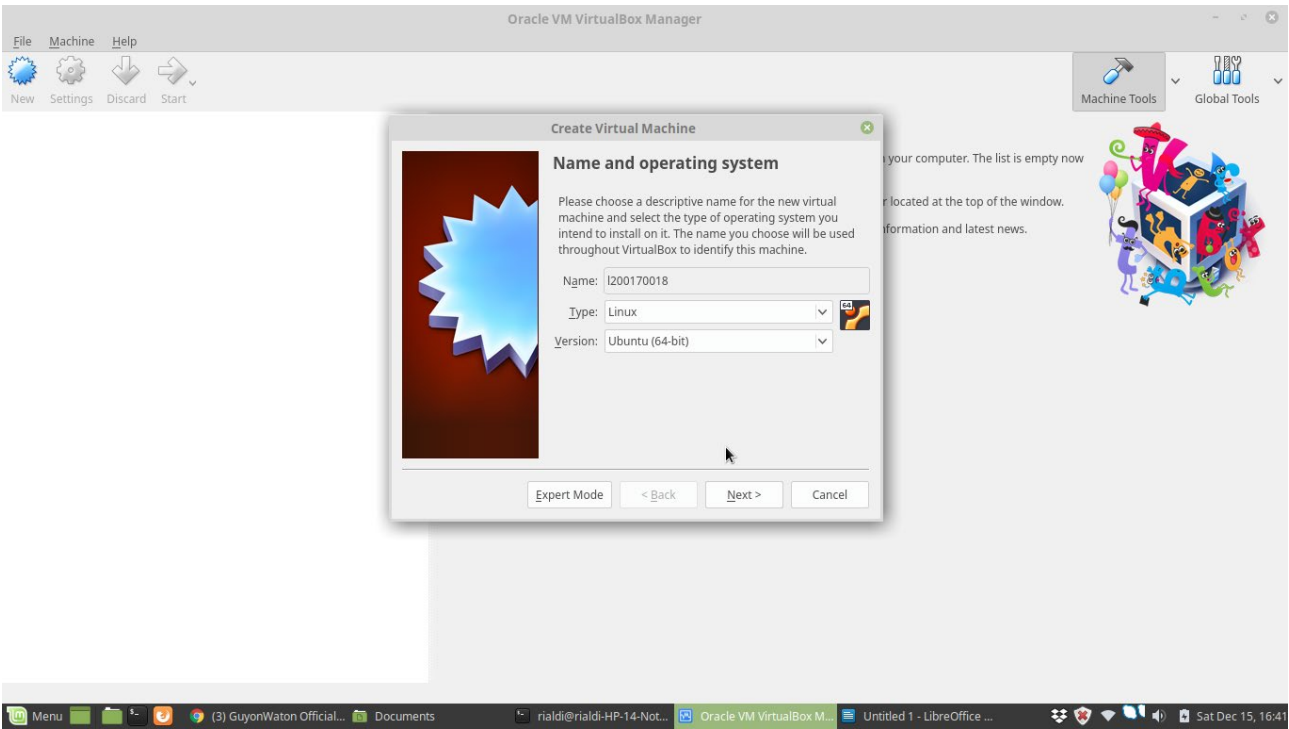 Oracle VM VirtualBox Manager
File Machine Help
New Settings Discard Start
Machine Tools Global Tools
Create Virtual Machine
Name and operating system
Please choose a descriptive name for the new virtual
machine and select the type of operating system you
intend to install on it. The name you choose will be used
throughout VirtualBox to identify this machine.
your computer. The list is empty now
located at the top of the window.
formation and latest news.
Name: l200170018
Type: Linux
64
Version: Ubuntu (64-bit)
Expert Mode < Back Next > Cancel
Menu (3) GuyonWaton Official... Documents rialdi@rialdi-HP-14-Not... Oracle VM VirtualBox M... Untitled 1 - LibreOffice ... Sat Dec 15, 16:41